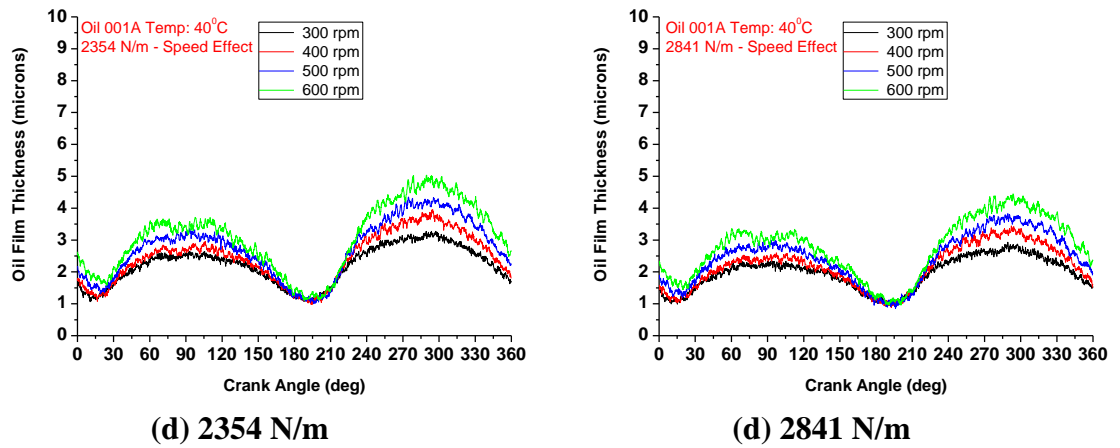 Oil 001A Temp: 40°C
2354 N/m - Speed Effect
300 rpm
400 rpm
500 rpm
600 rpm
Oil Film Thickness (microns)
10
9
8
7
6
5
4
3
2
1
0
0 30 60 90 120 150 180 210 240 270 300 330 360
Crank Angle (deg)
(d) 2354 N/m
Oil 001A Temp: 40°C
2841 N/m - Speed Effect
300 rpm
400 rpm
500 rpm
600 rpm
Oil Film Thickness (microns)
10
9
8
7
6
5
4
3
2
1
0
0 30 60 90 120 150 180 210 240 270 300 330 360
Crank Angle (deg)
(d) 2841 N/m